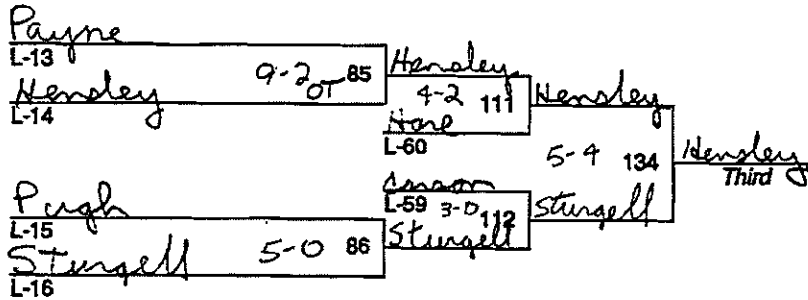 Payne
L-13
9-2 OT 85
Hensley
L-14
Hensley
4-2 111
Hare
L-60
Hensley
5-4 134
Hensley
Third
L-59
3-0 112
Sturgell
Sturgell
Pugh
L-15
5-0 86
Sturgell
L-16